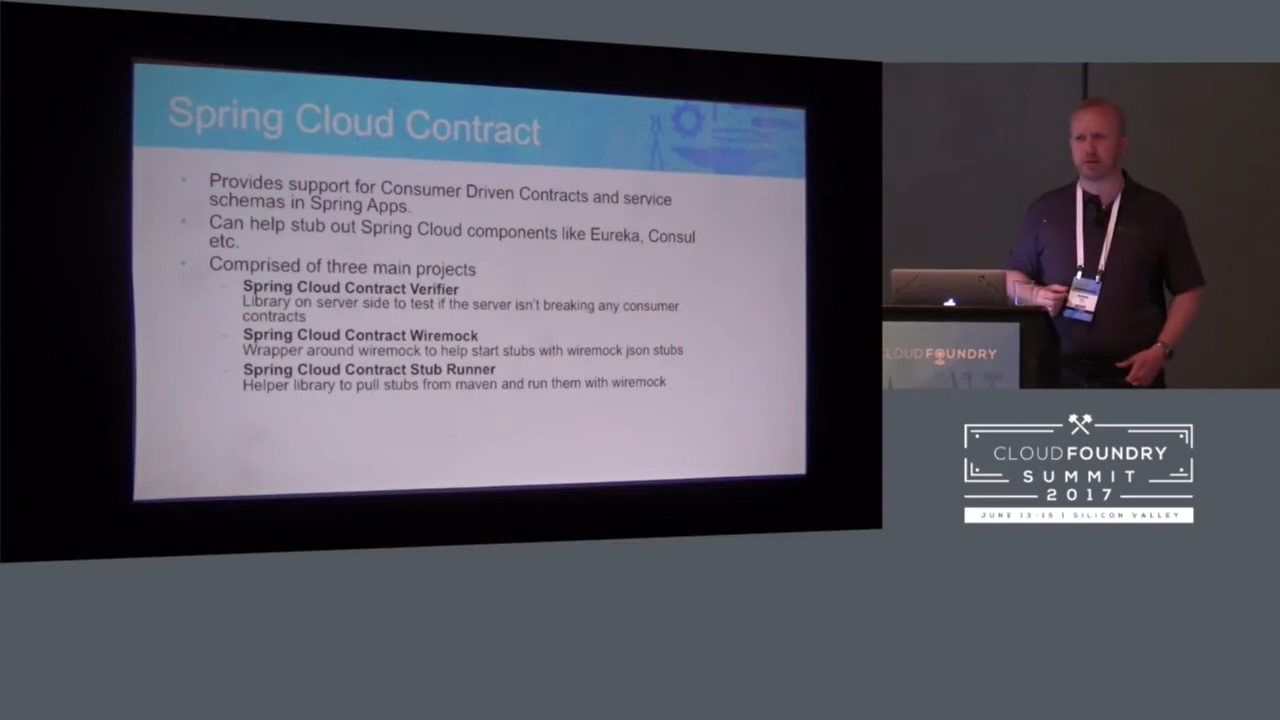 Spring Cloud Contract
Provides support for Consumer Driven Contracts and service
schemas in Spring Apps.
Can help stub out Spring Cloud components like Eureka, Consul
etc.
Comprised of three main projects
Spring Cloud Contract Verifier
Library on server side to test if the server isn't breaking any consumer
contracts
Spring Cloud Contract Wiremock
Wrapper around wiremock to help start stubs with wiremock json stubs
Spring Cloud Contract Stub Runner
Helper library to pull stubs from maven and run them with wiremock
LOUDFOUNDRY
CLOUDFOUNDRY
SUMMIT
2017
JUNE 13-15 | SILICON VALLEY